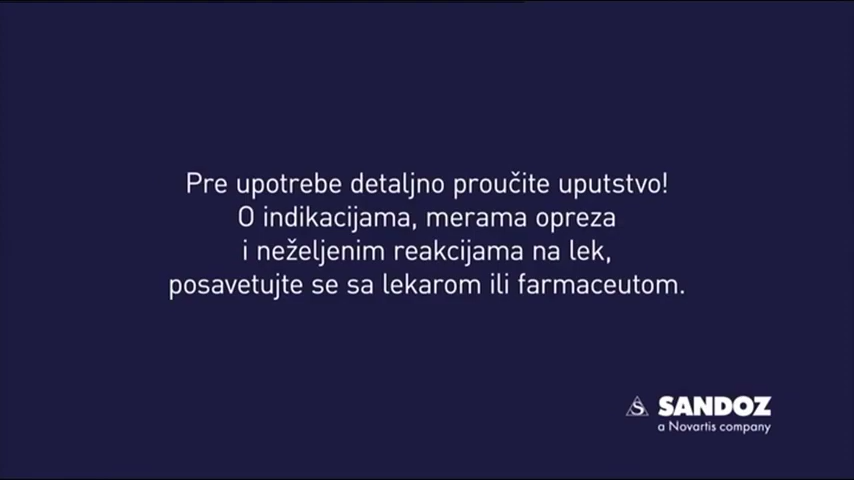 Pre upotrebe detaljno proučite uputstvo!
O indikacijama, merama opreza
i neželjenim reakcijama na lek,
posavetujte se sa lekarom ili farmaceutom.
S SANDOZ
a Novartis company